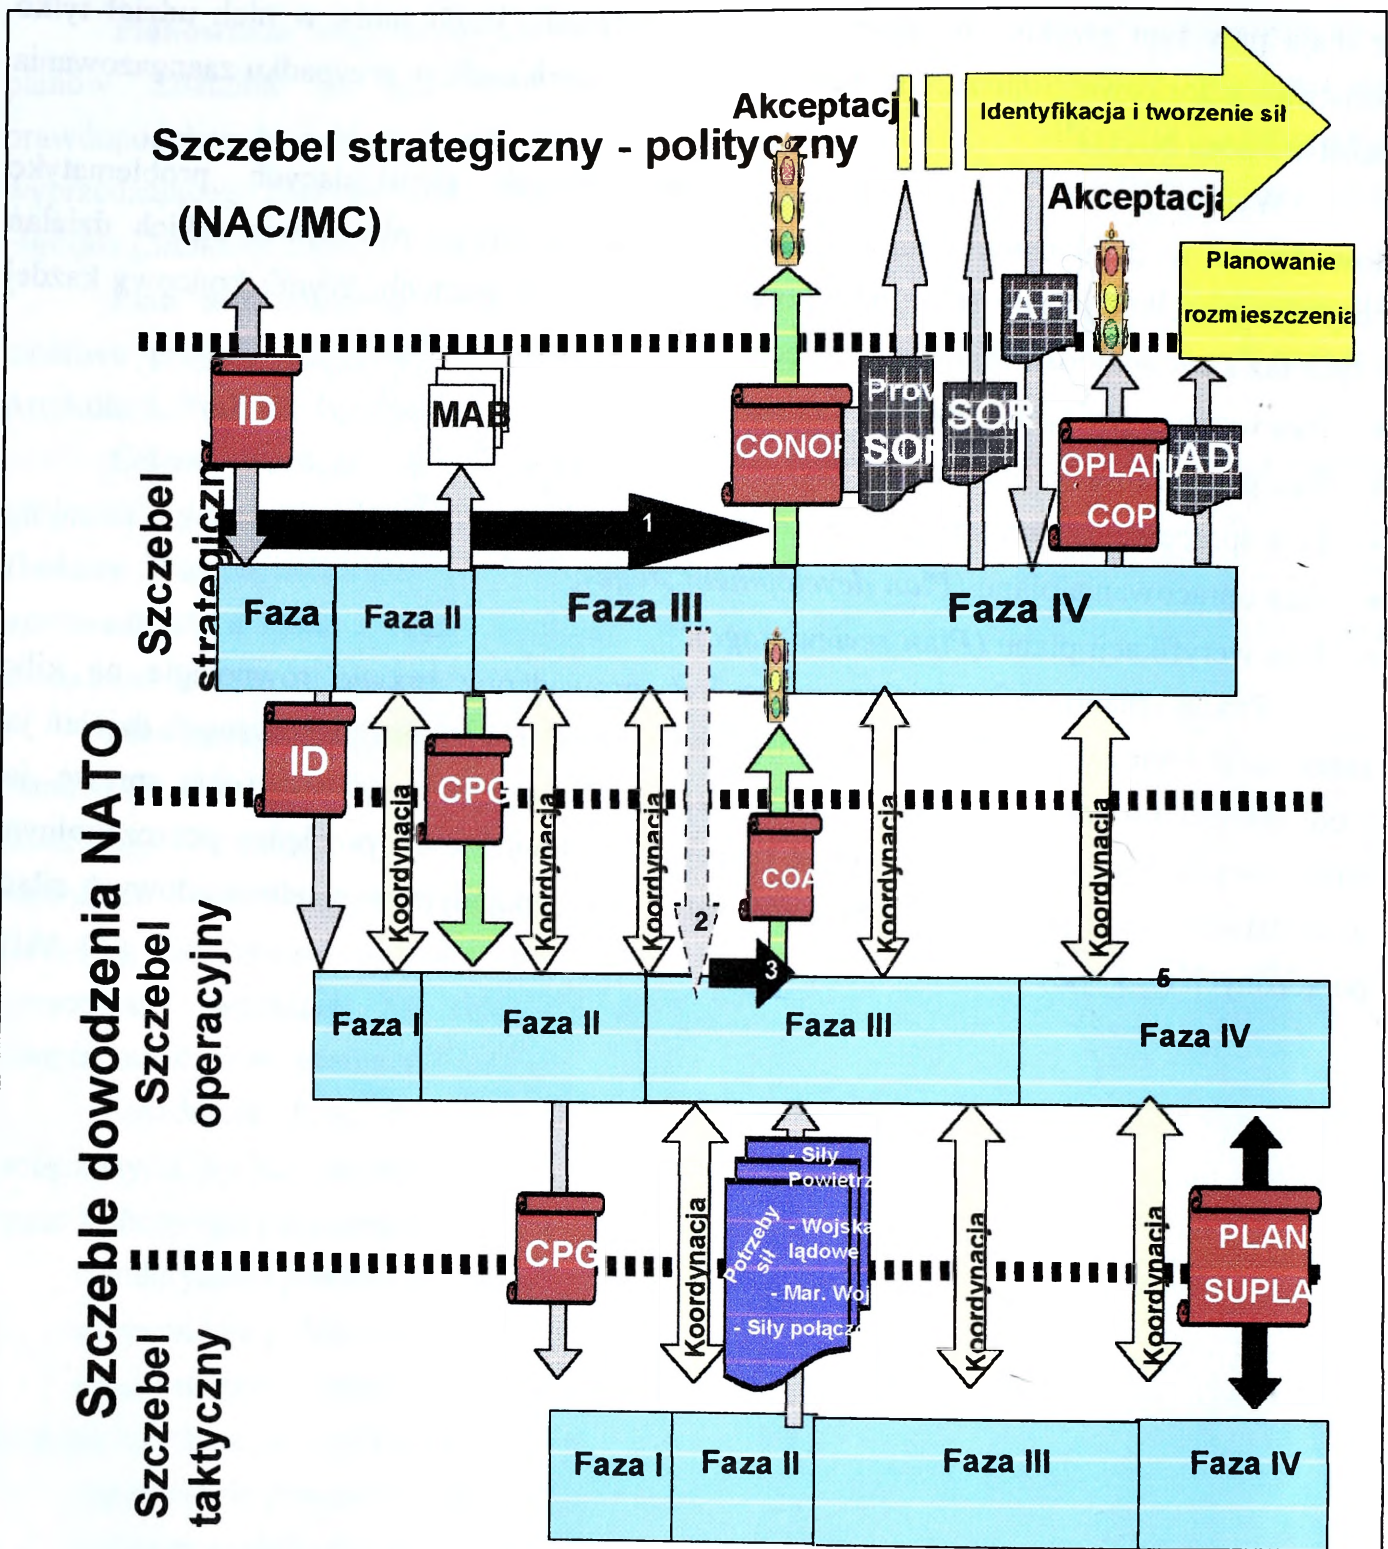 Akceptacja
Identyfikacja i tworzenie sił
Szczebel strategiczny - polityczny
(NAC/MC)
Akceptacja
Planowanie
rozmieszczenia
AFL
ID
MAB
CONOP
Prov
SOR
SOR
OPLAN
COP
AD
1
Szczebel
strategiczny
Faza
Faza II
Faza III
Faza IV
ID
CPG
Koordynacja
Koordynacja
Koordynacja
2
3
COA
Koordynacja
Koordynacja
Szczeble dowodzenia NATO
Szczebel
operacyjny
5
Faza I
Faza II
Faza III
Faza IV
CPG
Koordynacja
Potrzeby
sił
- Siły
Powietrz
- Wojska
lądowe
- Mar. Woj
- Siły połącz
Koordynacja
Koordynacja
PLAN
SUPLA
Szczebel
taktyczny
Faza I
Faza II
Faza III
Faza IV